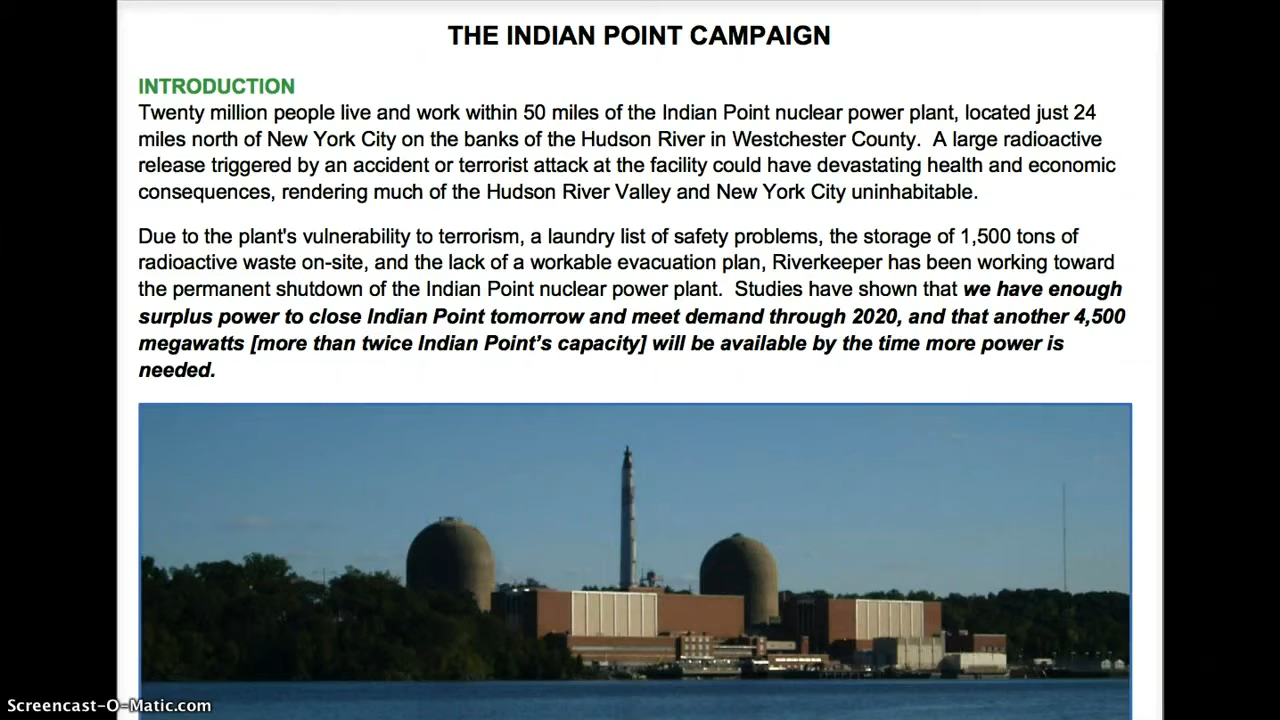 THE INDIAN POINT CAMPAIGN
INTRODUCTION
Twenty million people live and work within 50 miles of the Indian Point nuclear power plant, located just 24
miles north of New York City on the banks of the Hudson River in Westchester County.  A large radioactive
release triggered by an accident or terrorist attack at the facility could have devastating health and economic
consequences, rendering much of the Hudson River Valley and New York City uninhabitable.
Due to the plant's vulnerability to terrorism, a laundry list of safety problems, the storage of 1,500 tons of
radioactive waste on-site, and the lack of a workable evacuation plan, Riverkeeper has been working toward
the permanent shutdown of the Indian Point nuclear power plant.  Studies have shown that we have enough
surplus power to close Indian Point tomorrow and meet demand through 2020, and that another 4,500
megawatts [more than twice Indian Point's capacity] will be available by the time more power is
needed.
Screencast-O-Matic.com